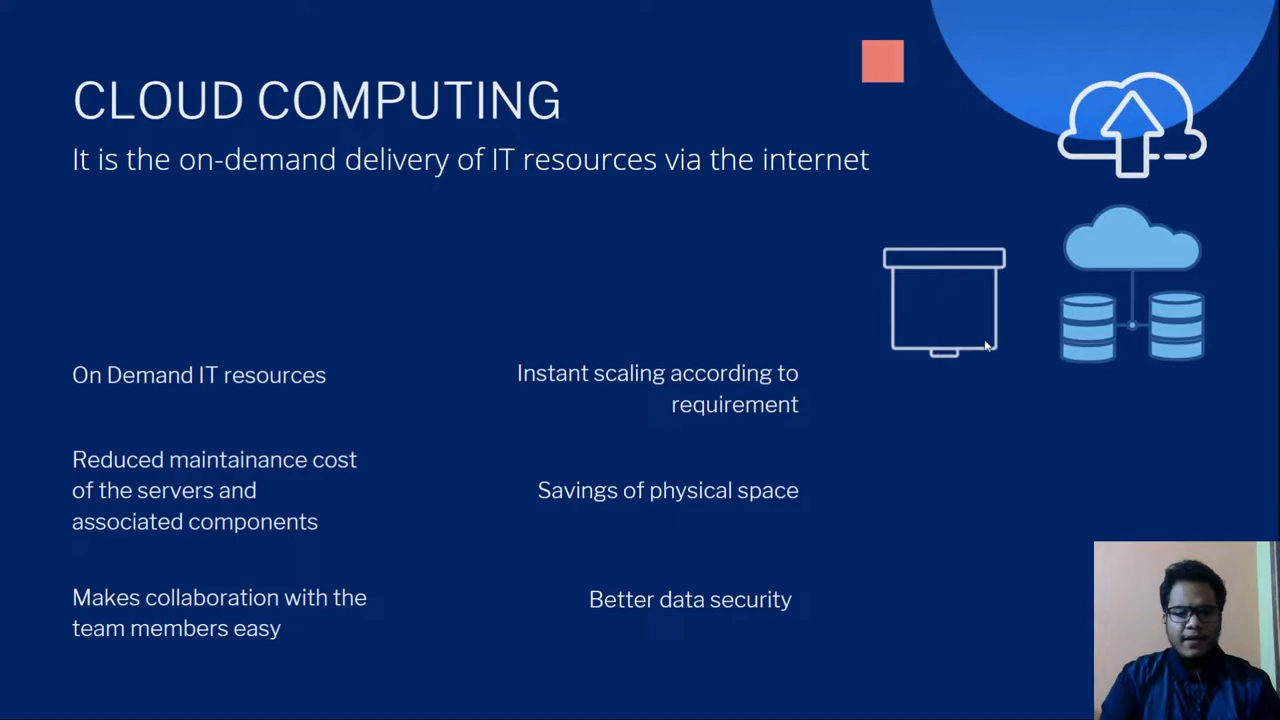 CLOUD COMPUTING
It is the on-demand delivery of IT resources via the internet
On Demand IT resources
Instant scaling according to
requirement
Reduced maintainance cost
of the servers and
associated components
Savings of physical space
Makes collaboration with the
team members easy
Better data security